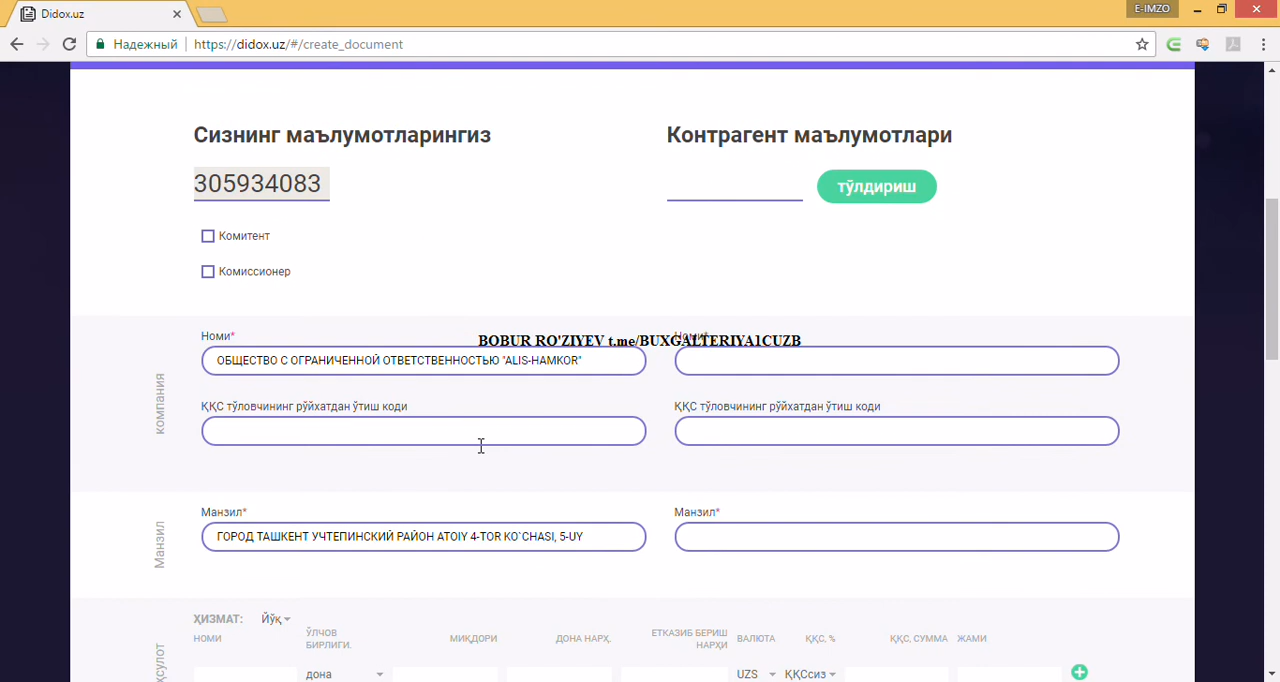 Didox.uz
E-IMZO
Надежный
https://didox.uz/#/create_document
Сизнинг маълумотларингиз
Контрагент маълумотлари
305934083
тўлдириш
Комитент
Комиссионер
Номи*
Номи*
BOBUR RO'ZIYEV t.me/BUXGALTERIYA1CUZB
ОБЩЕСТВО С ОГРАНИЧЕННОЙ ОТВЕТСТВЕННОСТЬЮ "ALIS-HAMKOR"
компания
ҚҚС тўловчининг рўйхатдан ўтиш коди
ҚҚС тўловчининг рўйхатдан ўтиш коди
Манзил*
Манзил*
Манзил
ГОРОД ТАШКЕНТ УЧТЕПИНСКИЙ РАЙОН ATOIY 4-TOR KO`CHASI, 5-UY
ҲИЗМАТ: Йўқ
НОМИ
ЎЛЧОВ
БИРЛИГИ.
МИҚДОРИ
ДОНА НАРҲ.
ЕТКАЗИБ БЕРИШ
НАРҲИ
ВАЛЮТА
ҚҚС, %
ҚҚС, СУММА
ЖАМИ
дона
UZS
ҚҚСсиз